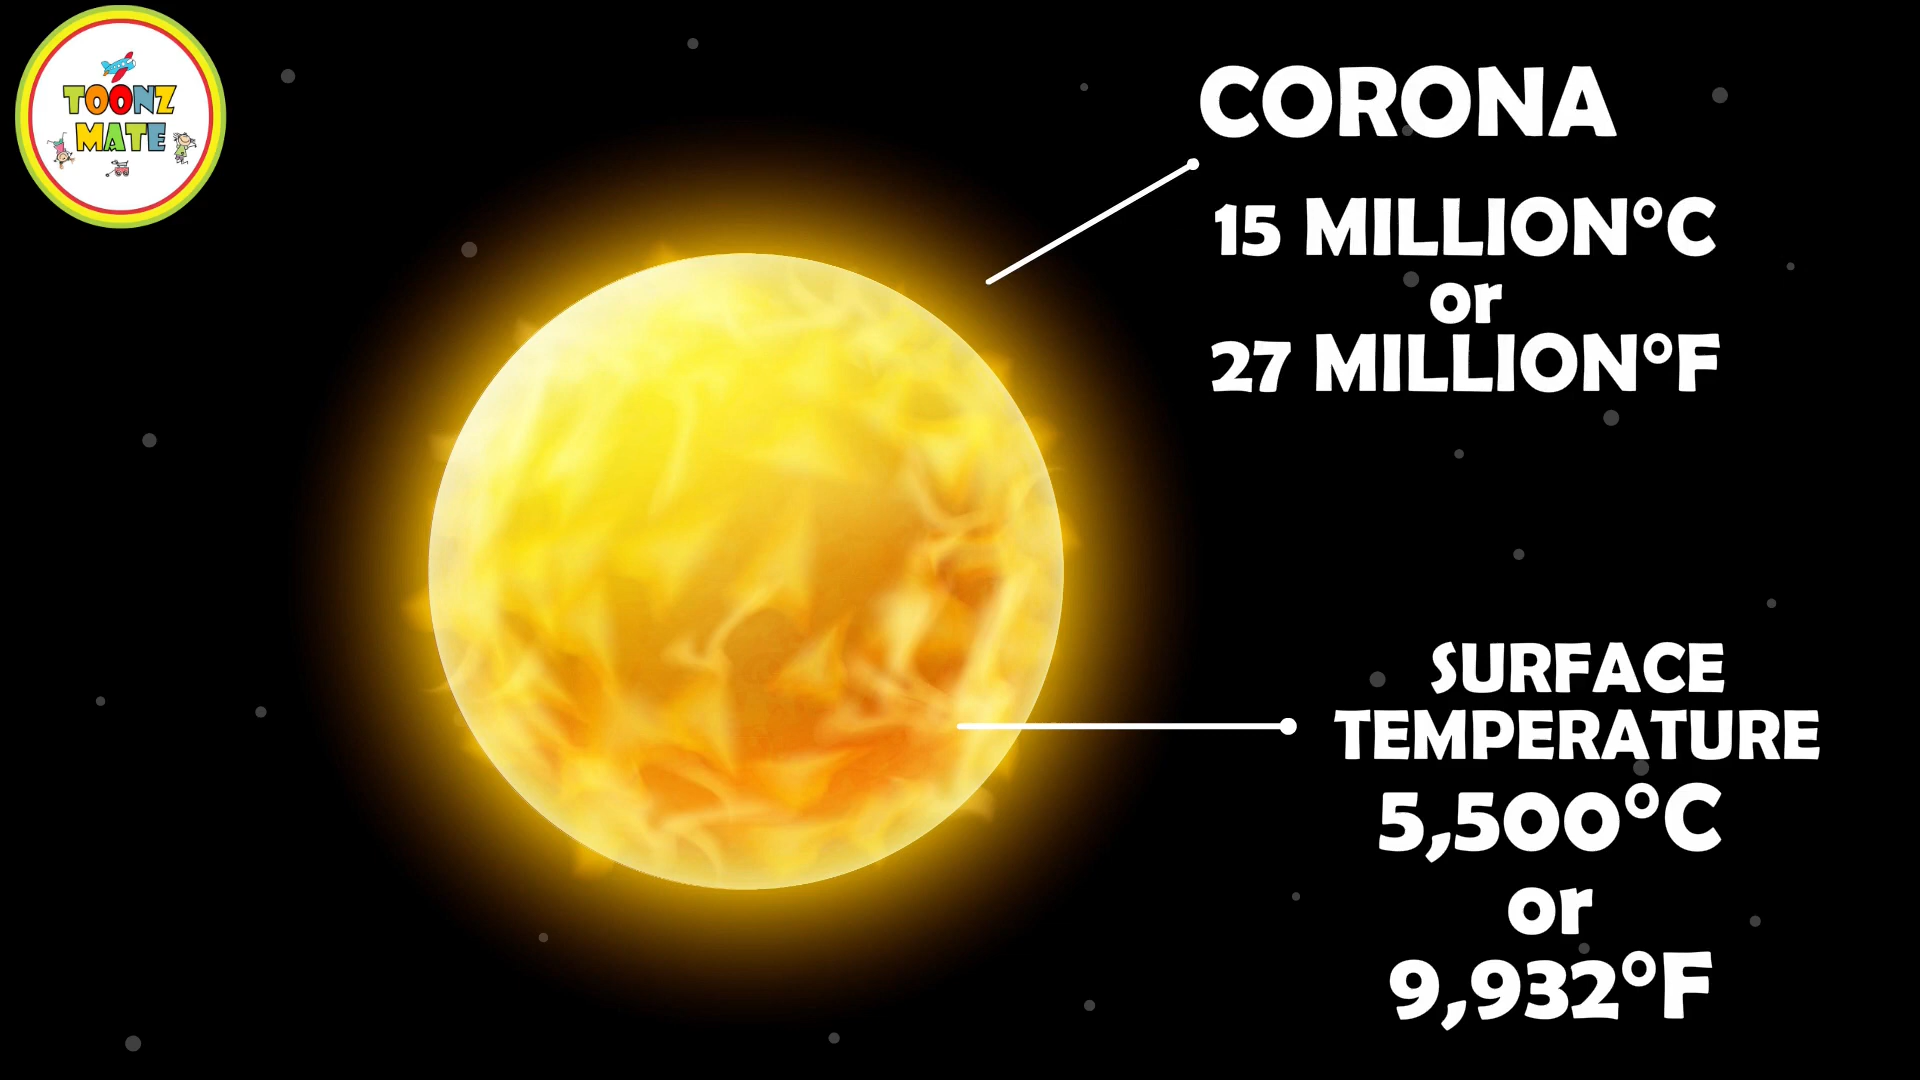 TOONZ
MATE
CORONA
15 MILLION°C
or
27 MILLION°F
SURFACE
TEMPERATURE
5,500°C
or
9,932°F